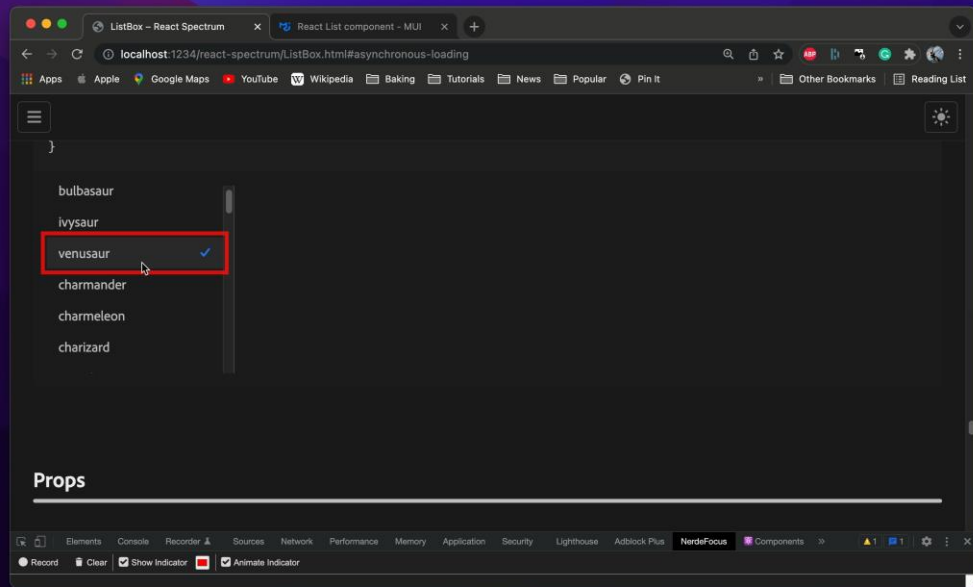 ListBox – React Spectrum
React List component - MUI
localhost:1234/react-spectrum/ListBox.html#asynchronous-loading
Apps Apple Google Maps YouTube Wikipedia Baking Tutorials News Popular Pin It » Other Bookmarks Reading List
}
bulbasaur
ivysaur
venusaur
charmander
charmeleon
charizard
Props
Elements Console Recorder Sources Network Performance Memory Application Security Lighthouse Adblock Plus NerdeFocus Components » 1 1
Record Clear Show Indicator Animate Indicator